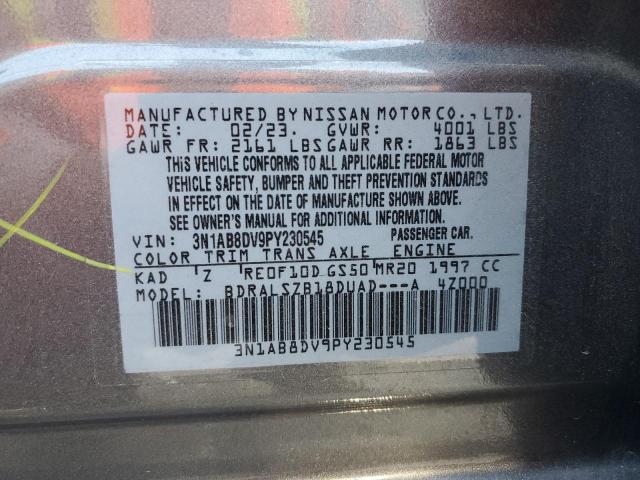 MANUFACTURED BY NISSAN MOTOR CO., LTD.
DATE: 02/23. GVWR: 4001 LBS
GAWR FR: 2161 LBS GAWR RR: 1863 LBS
THIS VEHICLE CONFORMS TO ALL APPLICABLE FEDERAL MOTOR
VEHICLE SAFETY, BUMPER AND THEFT PREVENTION STANDARDS
IN EFFECT ON THE DATE OF MANUFACTURE SHOWN ABOVE.
SEE OWNER'S MANUAL FOR ADDITIONAL INFORMATION.
VIN: 3N1AB8DV9PY230545 PASSENGER CAR.
COLOR TRIM TRANS AXLE ENGINE
KAD Z RE0F10D GS50 MR20 1997 CC
MODEL: BDRALSZB18DUAD---A 4Z000
3N1AB8DV9PY230545